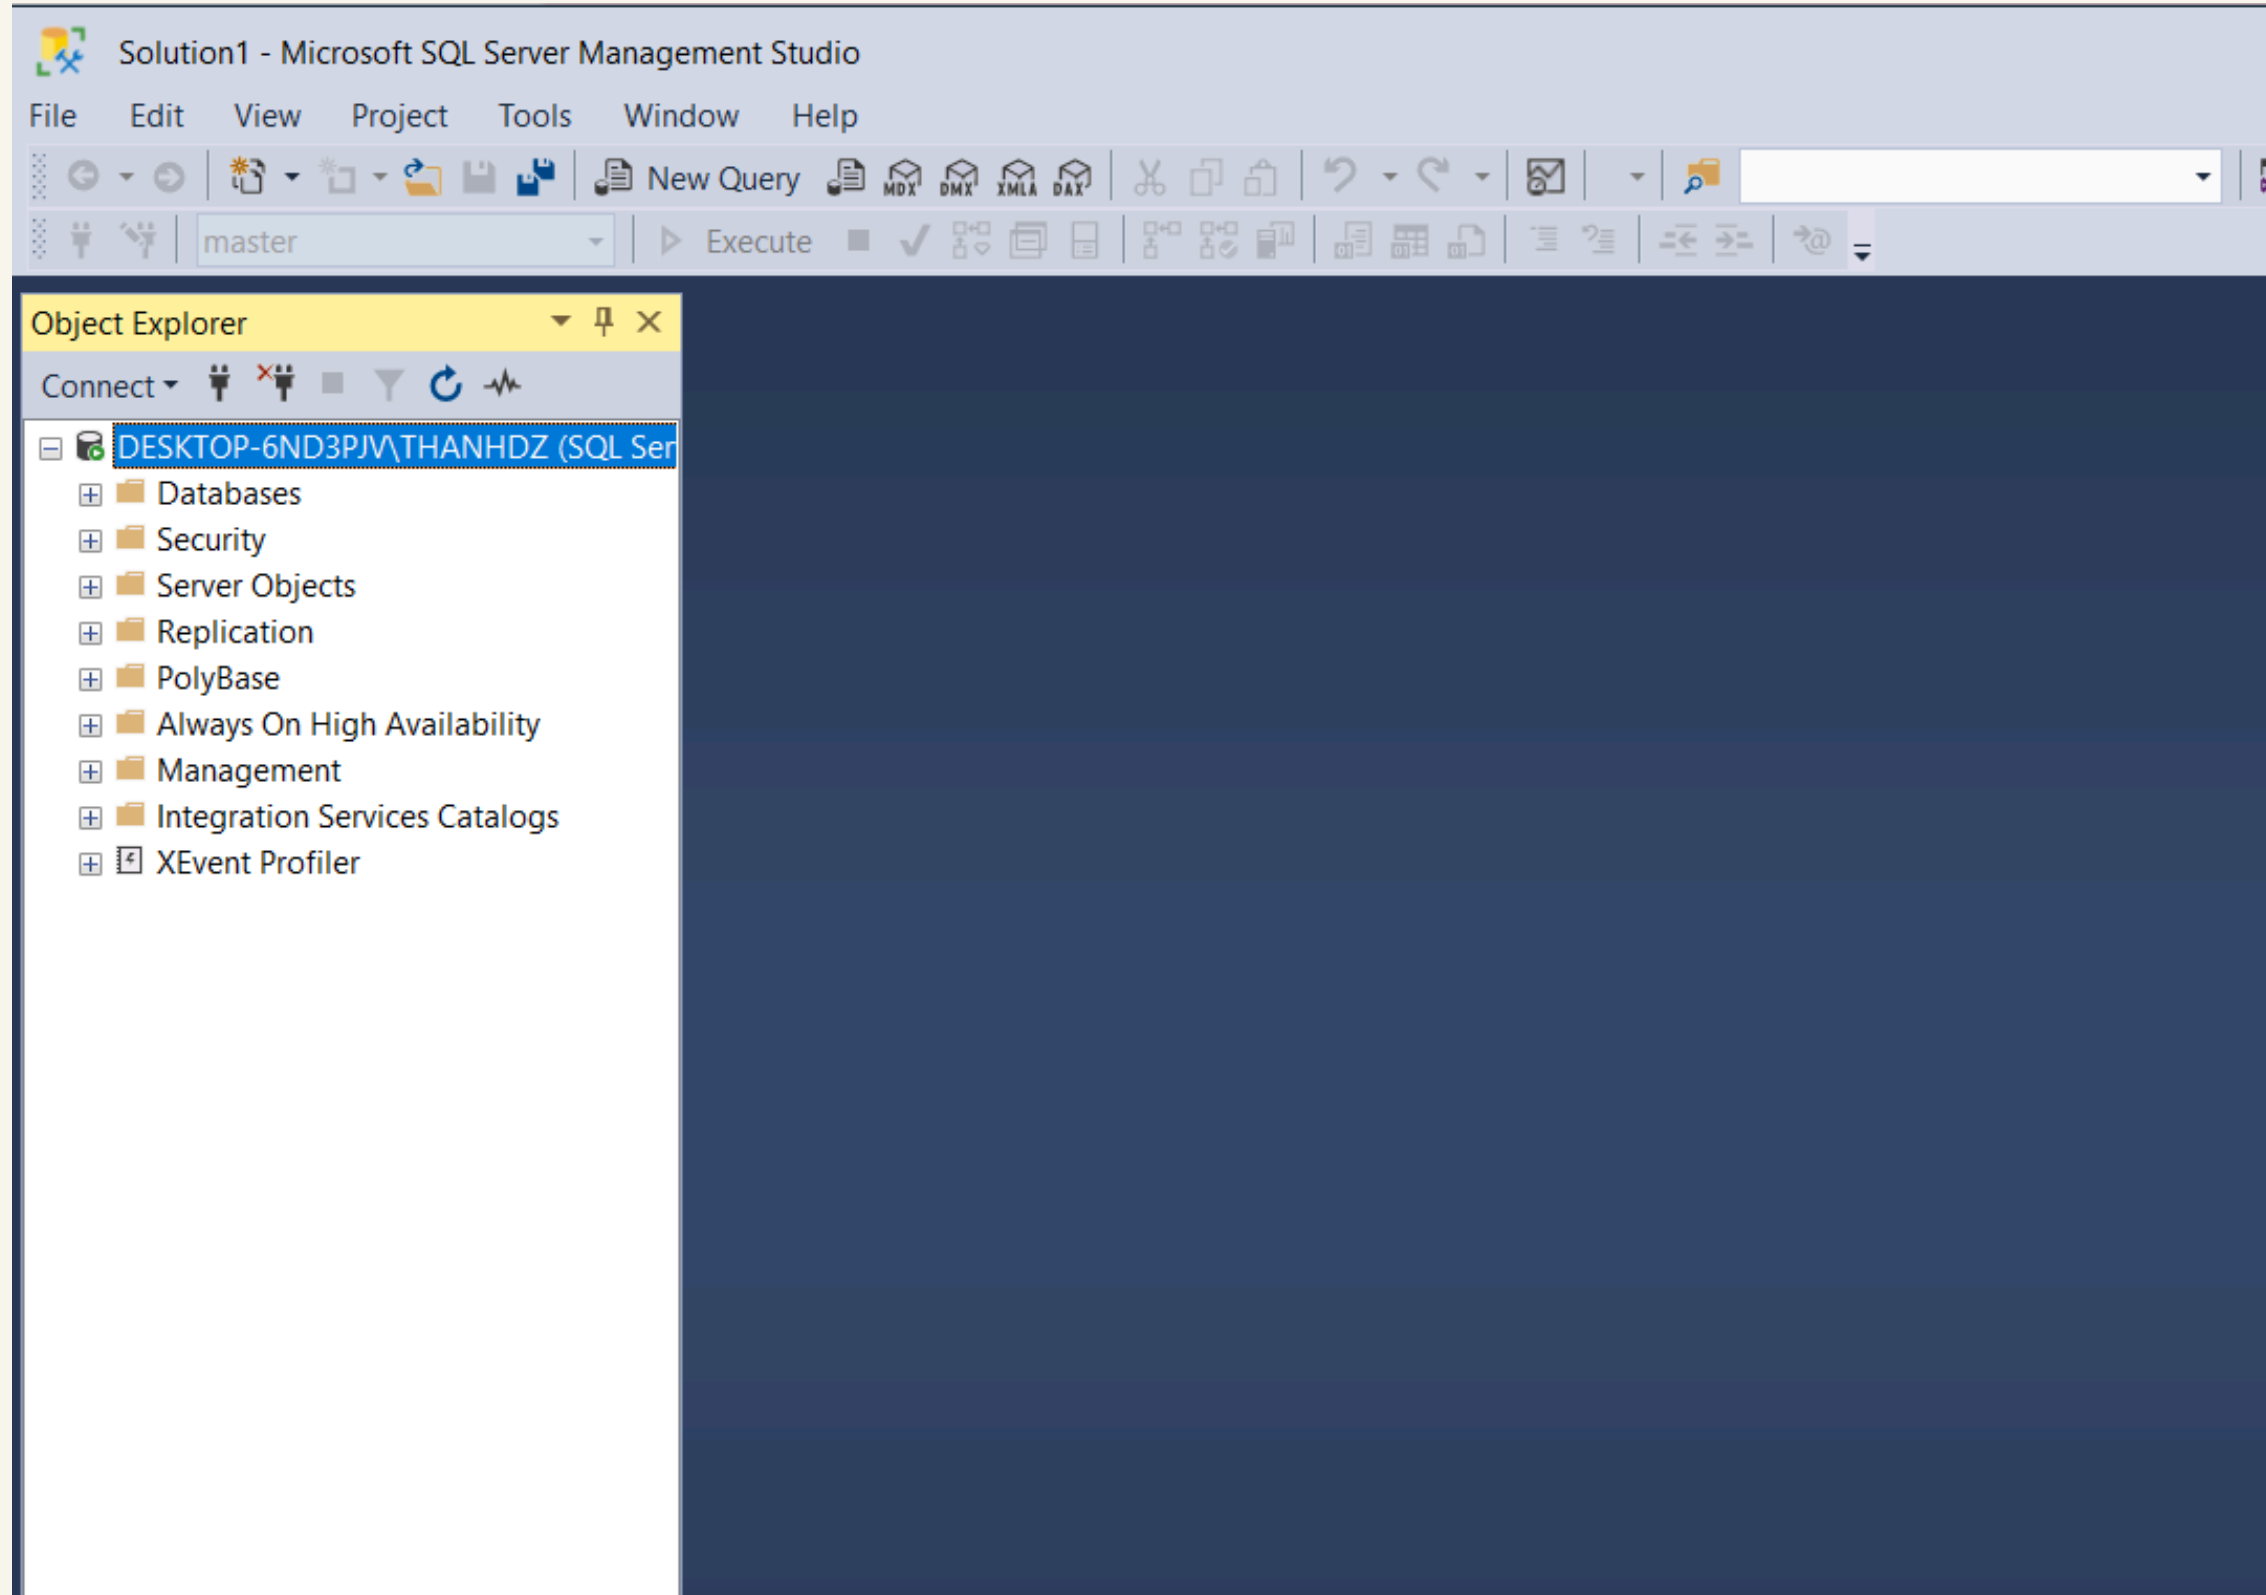 Solution1 - Microsoft SQL Server Management Studio
File Edit View Project Tools Window Help
New Query MDX DMX XMLA DAX
master Execute
Object Explorer
Connect
DESKTOP-6ND3PJV\THANHDZ (SQL Ser
Databases
Security
Server Objects
Replication
PolyBase
Always On High Availability
Management
Integration Services Catalogs
XEvent Profiler